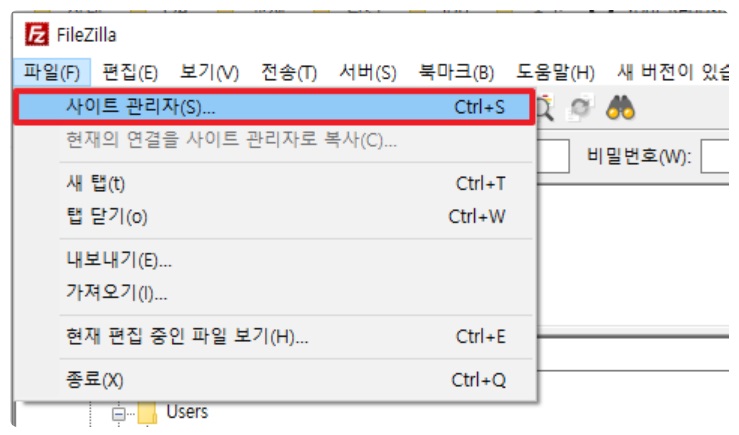 FileZilla
파일(F) 편집(E) 보기(V) 전송(T) 서버(S) 북마크(B) 도움말(H) 새 버전이
사이트 관리자(S)... Ctrl+S
현재의 연결을 사이트 관리자로 복사(C)...
비밀번호(W):
새 탭(t) Ctrl+T
탭 닫기(o) Ctrl+W
내보내기(E)...
가져오기(I)...
현재 편집 중인 파일 보기(H)... Ctrl+E
종료(X) Ctrl+Q
Users